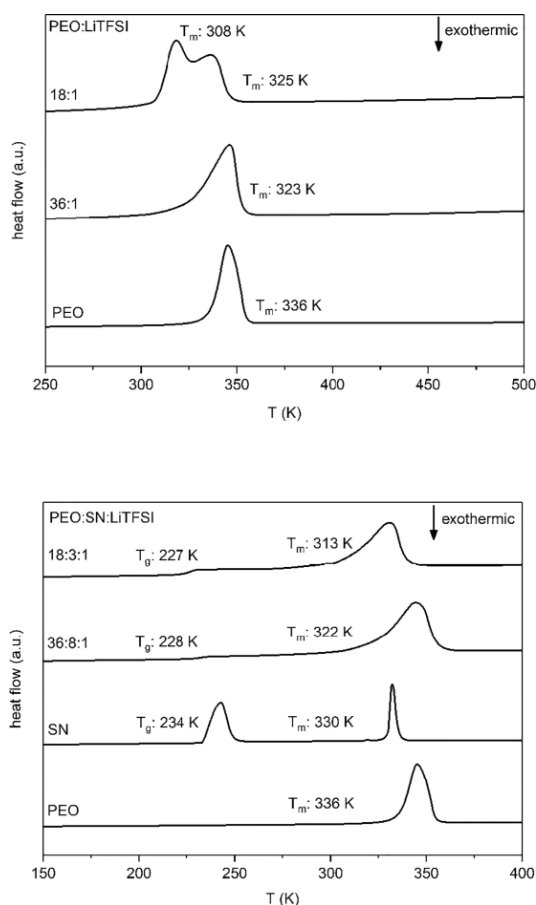 PEO:LiTFSI
Tm: 308 K
exothermic
18:1
Tm: 325 K
36:1
Tm: 323 K
PEO
Tm: 336 K
heat flow (a.u.)
250 300 350 400 450 500
T (K)
PEO:SN:LiTFSI
exothermic
18:3:1
Tg: 227 K
Tm: 313 K
36:8:1
Tg: 228 K
Tm: 322 K
SN
Tg: 234 K
Tm: 330 K
PEO
Tm: 336 K
heat flow (a.u.)
150 200 250 300 350 400
T (K)